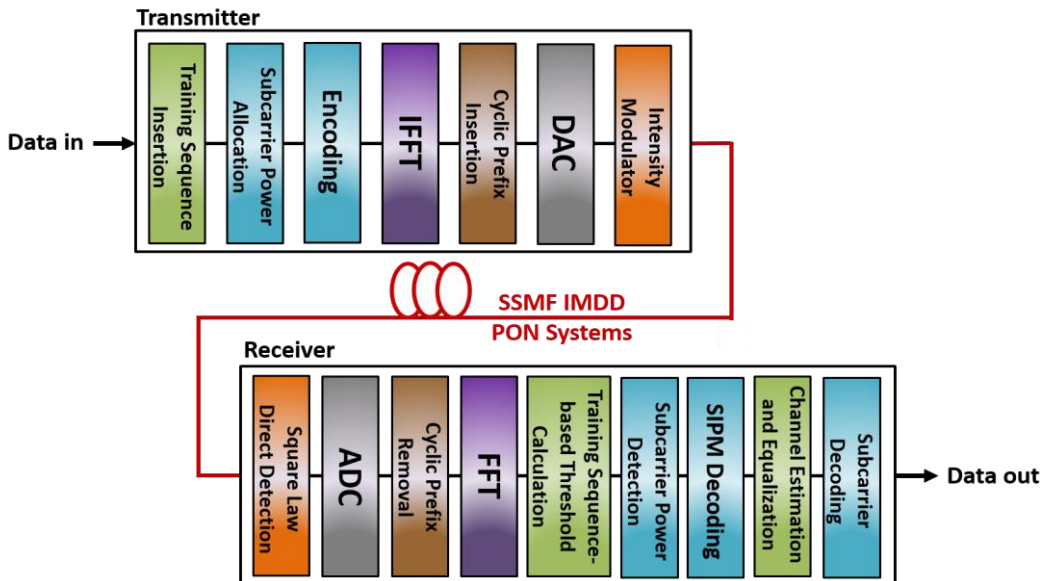 Transmitter
Data in
Training Sequence
Insertion
Subcarrier Power
Allocation
Encoding
IFFT
Cyclic Prefix
Insertion
DAC
Intensity
Modulator
SSMF IMDD
PON Systems
Receiver
Square Law
Direct Detection
ADC
Cyclic Prefix
Removal
FFT
Training Sequence-
based Threshold
Calculation
Subcarrier Power
Detection
SIPM Decoding
Channel Estimation
and Equalization
Subcarrier
Decoding
Data out